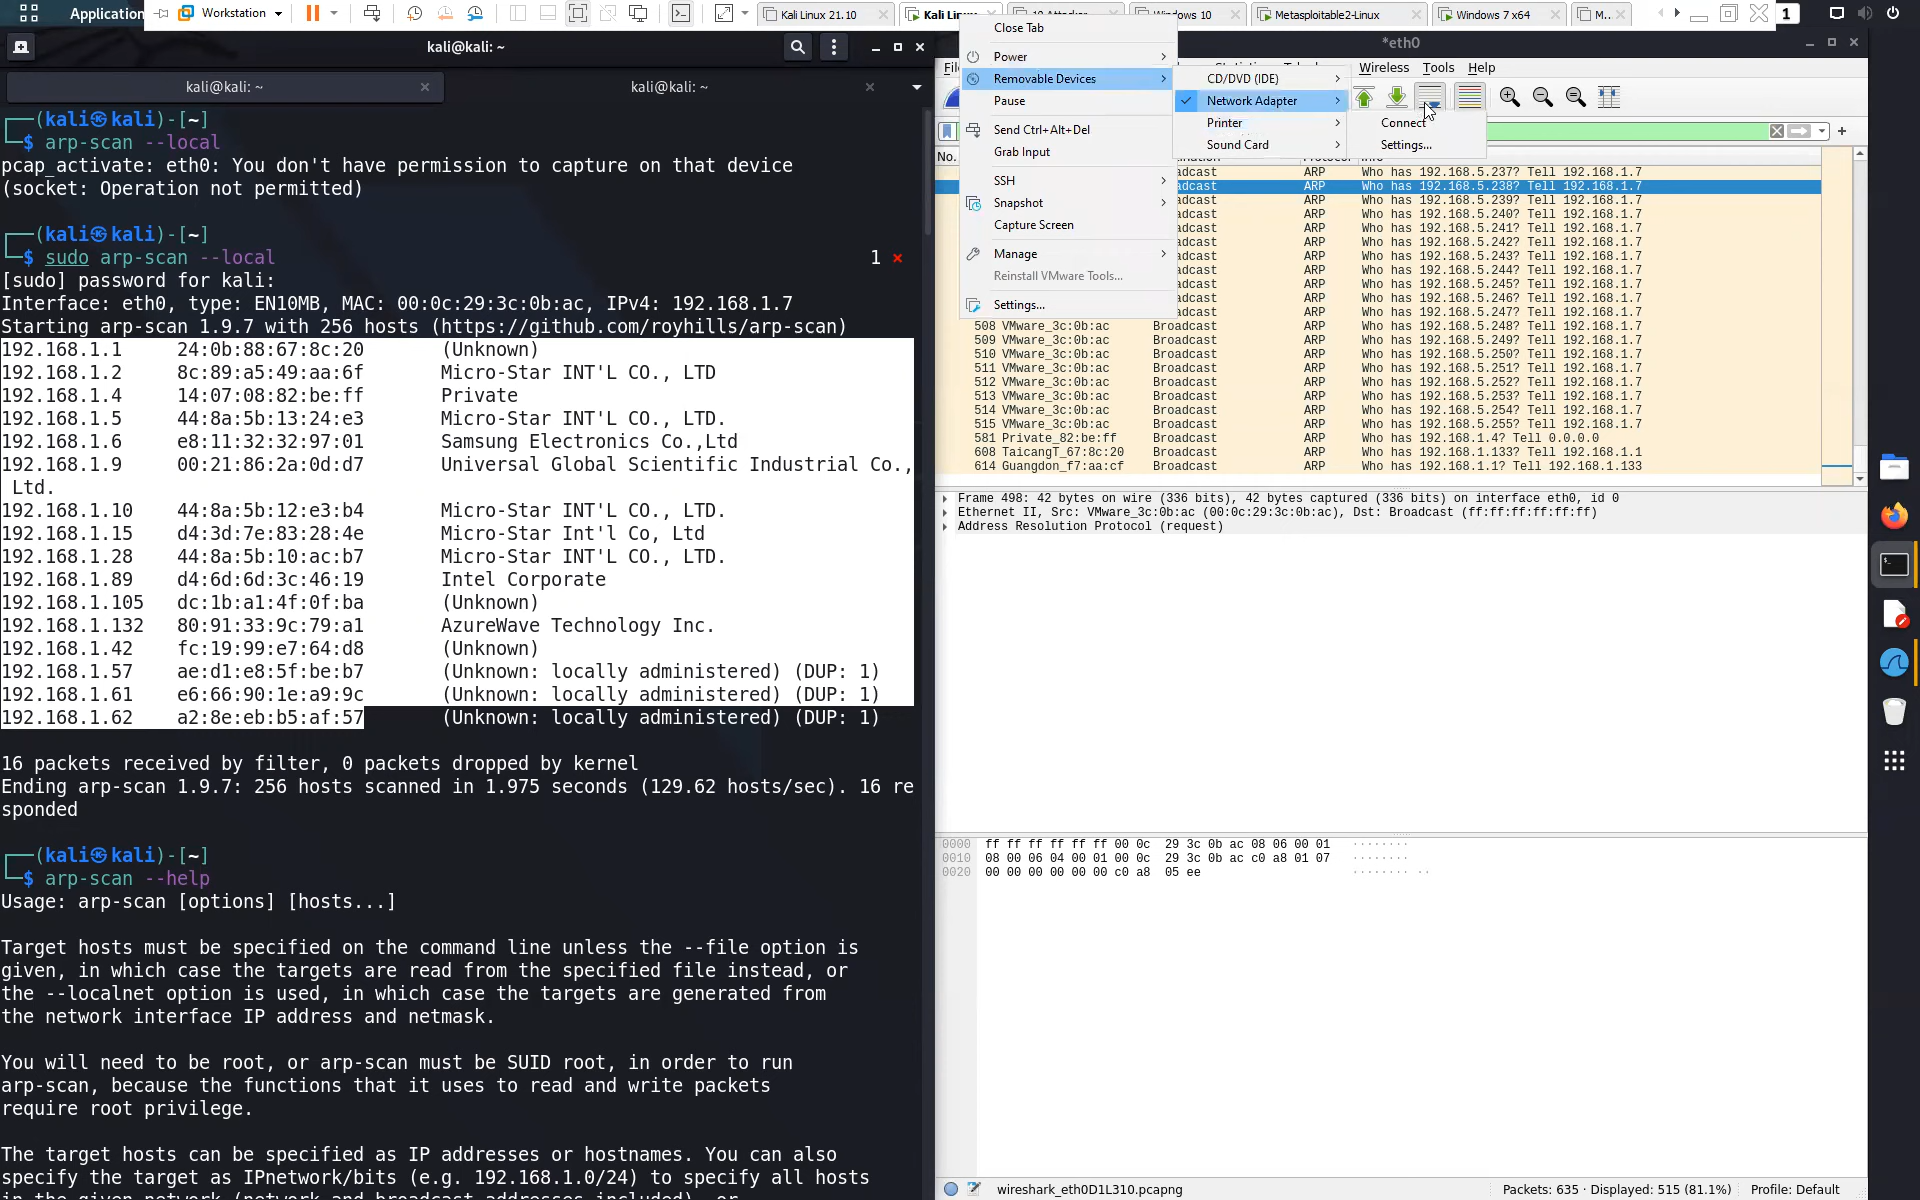 Application
Workstation
Kali Linux 21.10
Kali Linu
10 Attacker
Windows 10
Metasploitable2-Linux
Windows 7 x64
M...
1
kali@kali: ~
kali@kali: ~
kali@kali: ~
┌──(kali㉿kali)-[~]
└─$ arp-scan --local
pcap_activate: eth0: You don't have permission to capture on that device
(socket: Operation not permitted)
┌──(kali㉿kali)-[~]
└─$ sudo arp-scan --local 1 ⨯
[sudo] password for kali:
Interface: eth0, type: EN10MB, MAC: 00:0c:29:3c:0b:ac, IPv4: 192.168.1.7
Starting arp-scan 1.9.7 with 256 hosts (https://github.com/royhills/arp-scan)
192.168.1.1 24:0b:88:67:8c:20 (Unknown)
192.168.1.2 8c:89:a5:49:aa:6f Micro-Star INT'L CO., LTD
192.168.1.4 14:07:08:82:be:ff Private
192.168.1.5 44:8a:5b:13:24:e3 Micro-Star INT'L CO., LTD.
192.168.1.6 e8:11:32:32:97:01 Samsung Electronics Co.,Ltd
192.168.1.9 00:21:86:2a:0d:d7 Universal Global Scientific Industrial Co.,
Ltd.
192.168.1.10 44:8a:5b:12:e3:b4 Micro-Star INT'L CO., LTD.
192.168.1.15 d4:3d:7e:83:28:4e Micro-Star Int'l Co, Ltd
192.168.1.28 44:8a:5b:10:ac:b7 Micro-Star INT'L CO., LTD.
192.168.1.89 d4:6d:6d:3c:46:19 Intel Corporate
192.168.1.105 dc:1b:a1:4f:0f:ba (Unknown)
192.168.1.132 80:91:33:9c:79:a1 AzureWave Technology Inc.
192.168.1.42 fc:19:99:e7:64:d8 (Unknown)
192.168.1.57 ae:d1:e8:5f:be:b7 (Unknown: locally administered) (DUP: 1)
192.168.1.61 e6:66:90:1e:a9:9c (Unknown: locally administered) (DUP: 1)
192.168.1.62 a2:8e:eb:b5:af:57 (Unknown: locally administered) (DUP: 1)
16 packets received by filter, 0 packets dropped by kernel
Ending arp-scan 1.9.7: 256 hosts scanned in 1.975 seconds (129.62 hosts/sec). 16 re
sponded
┌──(kali㉿kali)-[~]
└─$ arp-scan --help
Usage: arp-scan [options] [hosts...]
Target hosts must be specified on the command line unless the --file option is
given, in which case the targets are read from the specified file instead, or
the --localnet option is used, in which case the targets are generated from
the network interface IP address and netmask.
You will need to be root, or arp-scan must be SUID root, in order to run
arp-scan, because the functions that it uses to read and write packets
require root privilege.
The target hosts can be specified as IP addresses or hostnames. You can also
specify the target as IPnetwork/bits (e.g. 192.168.1.0/24) to specify all hosts
in the given network (network and broadcast addresses included), or
*eth0
Wireless Tools Help
Close Tab
Power
Removable Devices
Pause
Send Ctrl+Alt+Del
Grab Input
SSH
Snapshot
Capture Screen
Manage
Reinstall VMware Tools...
Settings...
CD/DVD (IDE)
Network Adapter
Printer
Sound Card
Connect
Settings...
No.
adcast ARP Who has 192.168.5.237? Tell 192.168.1.7
adcast ARP Who has 192.168.5.238? Tell 192.168.1.7
adcast ARP Who has 192.168.5.239? Tell 192.168.1.7
adcast ARP Who has 192.168.5.240? Tell 192.168.1.7
adcast ARP Who has 192.168.5.241? Tell 192.168.1.7
adcast ARP Who has 192.168.5.242? Tell 192.168.1.7
adcast ARP Who has 192.168.5.243? Tell 192.168.1.7
adcast ARP Who has 192.168.5.244? Tell 192.168.1.7
adcast ARP Who has 192.168.5.245? Tell 192.168.1.7
adcast ARP Who has 192.168.5.246? Tell 192.168.1.7
adcast ARP Who has 192.168.5.247? Tell 192.168.1.7
508 VMware_3c:0b:ac Broadcast ARP Who has 192.168.5.248? Tell 192.168.1.7
509 VMware_3c:0b:ac Broadcast ARP Who has 192.168.5.249? Tell 192.168.1.7
510 VMware_3c:0b:ac Broadcast ARP Who has 192.168.5.250? Tell 192.168.1.7
511 VMware_3c:0b:ac Broadcast ARP Who has 192.168.5.251? Tell 192.168.1.7
512 VMware_3c:0b:ac Broadcast ARP Who has 192.168.5.252? Tell 192.168.1.7
513 VMware_3c:0b:ac Broadcast ARP Who has 192.168.5.253? Tell 192.168.1.7
514 VMware_3c:0b:ac Broadcast ARP Who has 192.168.5.254? Tell 192.168.1.7
515 VMware_3c:0b:ac Broadcast ARP Who has 192.168.5.255? Tell 192.168.1.7
581 Private_82:be:ff Broadcast ARP Who has 192.168.1.4? Tell 0.0.0.0
608 TaicangT_67:8c:20 Broadcast ARP Who has 192.168.1.133? Tell 192.168.1.1
614 Guangdon_f7:aa:cf Broadcast ARP Who has 192.168.1.1? Tell 192.168.1.133
Frame 498: 42 bytes on wire (336 bits), 42 bytes captured (336 bits) on interface eth0, id 0
Ethernet II, Src: VMware_3c:0b:ac (00:0c:29:3c:0b:ac), Dst: Broadcast (ff:ff:ff:ff:ff:ff)
Address Resolution Protocol (request)
0000 ff ff ff ff ff ff 00 0c 29 3c 0b ac 08 06 00 01 ········
0010 08 00 06 04 00 01 00 0c 29 3c 0b ac c0 a8 01 07 ········
0020 00 00 00 00 00 00 c0 a8 05 ee ········ ··
wireshark_eth0D1L310.pcapng
Packets: 635 · Displayed: 515 (81.1%)
Profile: Default